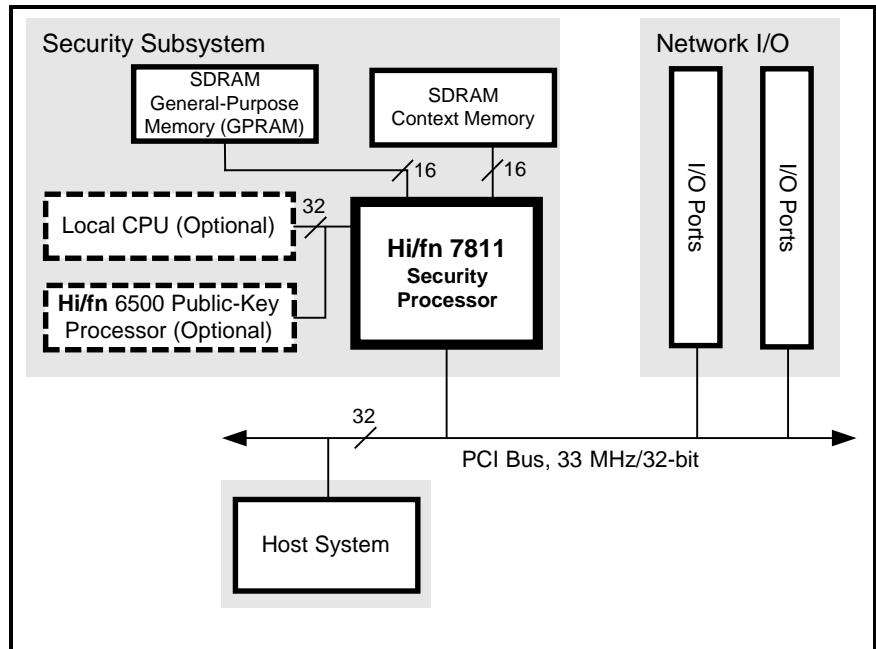 Security Subsystem
Network I/O
SDRAM
General-Purpose
Memory (GPRAM)
SDRAM
Context Memory
16
16
Local CPU (Optional)
32
Hi/fn 7811
Security
Processor
Hi/fn 6500 Public-Key
Processor (Optional)
I/O Ports
I/O Ports
32
PCI Bus, 33 MHz/32-bit
Host System